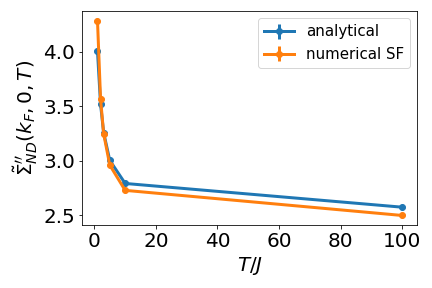 analytical
numerical SF
4.0
3.5
3.0
2.5
0 20 40 60 80 100
T/J
Σ̃′′_ND(k_F, 0, T)